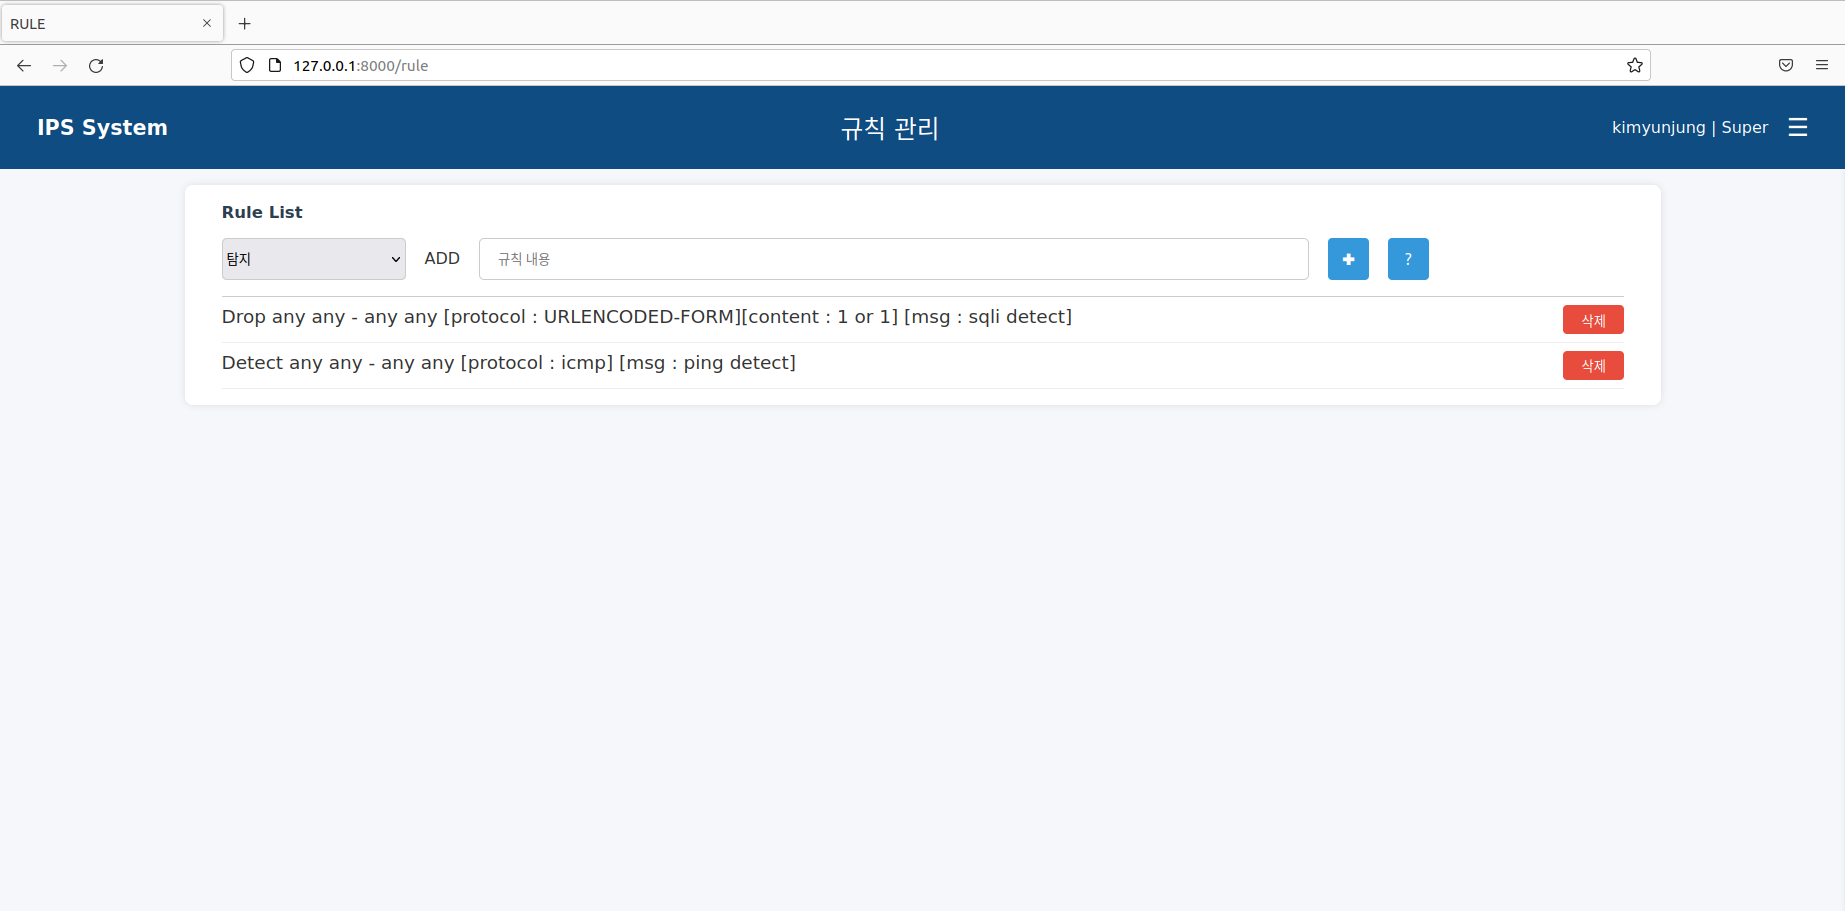 RULE
127.0.0.1:8000/rule
IPS System
규칙 관리
kimyunjung | Super
Rule List
탐지
ADD
규칙 내용
?
Drop any any - any any [protocol : URLENCODED-FORM][content : 1 or 1] [msg : sqli detect]
삭제
Detect any any - any any [protocol : icmp] [msg : ping detect]
삭제